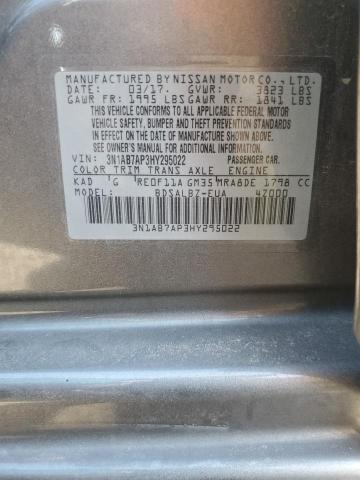 MANUFACTURED BY NISSAN MOTOR CO., LTD.
DATE: 03/17. GVWR: 3823 LBS
GAWR FR: 1995 LBS GAWR RR: 1841 LBS
THIS VEHICLE CONFORMS TO ALL APPLICABLE FEDERAL MOTOR
VEHICLE SAFETY, BUMPER AND THEFT PREVENTION STANDARDS
IN EFFECT ON THE DATE OF MANUFACTURE SHOWN ABOVE.
SEE OWNER'S MANUAL FOR ADDITIONAL INFORMATION
VIN: 3N1AB7AP3HY295022 PASSENGER CAR.
COLOR TRIM TRANS AXLE ENGINE
KAD G RE0F11A GM35 MRA8DE 1798 CC
MODEL: BDSALBZ-EUA 47000
3N1AB7AP3HY295022